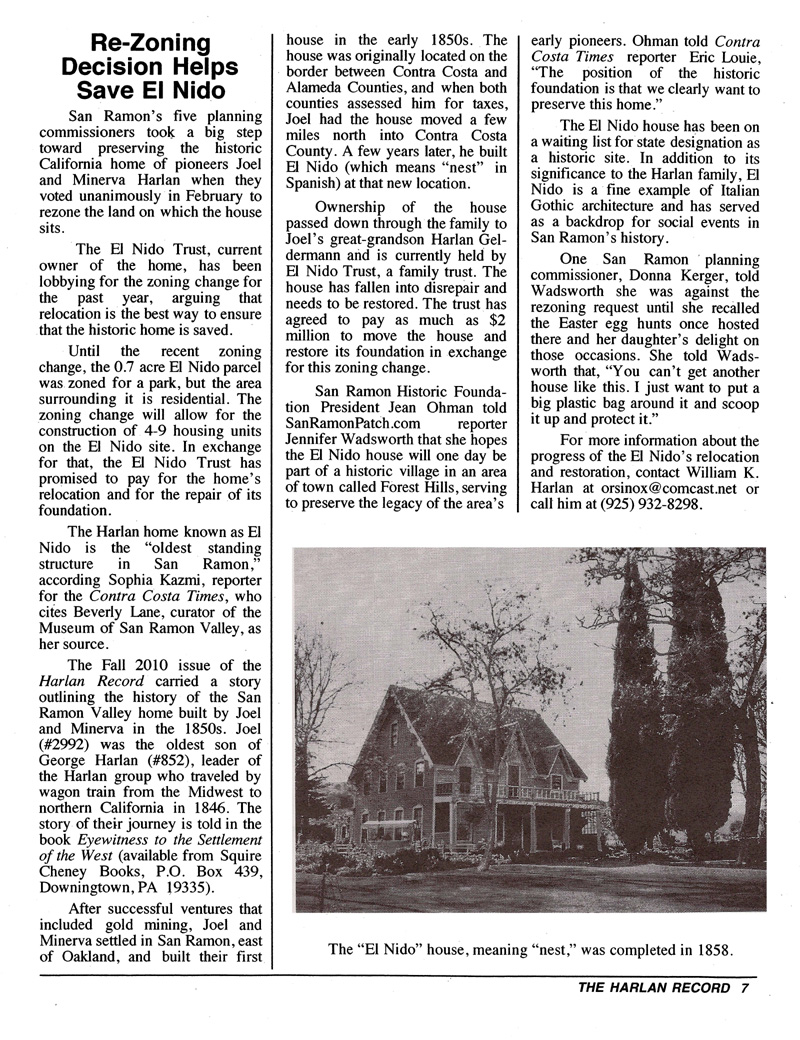 Re-Zoning
Decision Helps
Save El Nido
San Ramon's five planning
commissioners took a big step
toward preserving the historic
California home of pioneers Joel
and Minerva Harlan when they
voted unanimously in February to
rezone the land on which the house
sits.
The El Nido Trust, current
owner of the home, has been
lobbying for the zoning change for
the past year, arguing that
relocation is the best way to ensure
that the historic home is saved.
Until the recent zoning
change, the 0.7 acre El Nido parcel
was zoned for a park, but the area
surrounding it is residential. The
zoning change will allow for the
construction of 4-9 housing units
on the El Nido site. In exchange
for that, the El Nido Trust has
promised to pay for the home's
relocation and for the repair of its
foundation.
The Harlan home known as El
Nido is the "oldest standing
structure in San Ramon,"
according Sophia Kazmi, reporter
for the Contra Costa Times, who
cites Beverly Lane, curator of the
Museum of San Ramon Valley, as
her source.
The Fall 2010 issue of the
Harlan Record carried a story
outlining the history of the San
Ramon Valley home built by Joel
and Minerva in the 1850s. Joel
(#2992) was the oldest son of
George Harlan (#852), leader of
the Harlan group who traveled by
wagon train from the Midwest to
northern California in 1846. The
story of their journey is told in the
book Eyewitness to the Settlement
of the West (available from Squire
Cheney Books, P.O. Box 439,
Downingtown, PA 19335).
After successful ventures that
included gold mining, Joel and
Minerva settled in San Ramon, east
of Oakland, and built their first
house in the early 1850s. The
house was originally located on the
border between Contra Costa and
Alameda Counties, and when both
counties assessed him for taxes,
Joel had the house moved a few
miles north into Contra Costa
County. A few years later, he built
El Nido (which means "nest" in
Spanish) at that new location.
Ownership of the house
passed down through the family to
Joel's great-grandson Harlan Gel-
dermann and is currently held by
El Nido Trust, a family trust. The
house has fallen into disrepair and
needs to be restored. The trust has
agreed to pay as much as $2
million to move the house and
restore its foundation in exchange
for this zoning change.
San Ramon Historic Founda-
tion President Jean Ohman told
SanRamonPatch.com reporter
Jennifer Wadsworth that she hopes
the El Nido house will one day be
part of a historic village in an area
of town called Forest Hills, serving
to preserve the legacy of the area's
early pioneers. Ohman told Contra
Costa Times reporter Eric Louie,
"The position of the historic
foundation is that we clearly want to
preserve this home."
The El Nido house has been on
a waiting list for state designation as
a historic site. In addition to its
significance to the Harlan family, El
Nido is a fine example of Italian
Gothic architecture and has served
as a backdrop for social events in
San Ramon's history.
One San Ramon planning
commissioner, Donna Kerger, told
Wadsworth she was against the
rezoning request until she recalled
the Easter egg hunts once hosted
there and her daughter's delight on
those occasions. She told Wads-
worth that, "You can't get another
house like this. I just want to put a
big plastic bag around it and scoop
it up and protect it."
For more information about the
progress of the El Nido's relocation
and restoration, contact William K.
Harlan at orsinox@comcast.net or
call him at (925) 932-8298.
The "El Nido" house, meaning "nest," was completed in 1858.
THE HARLAN RECORD 7